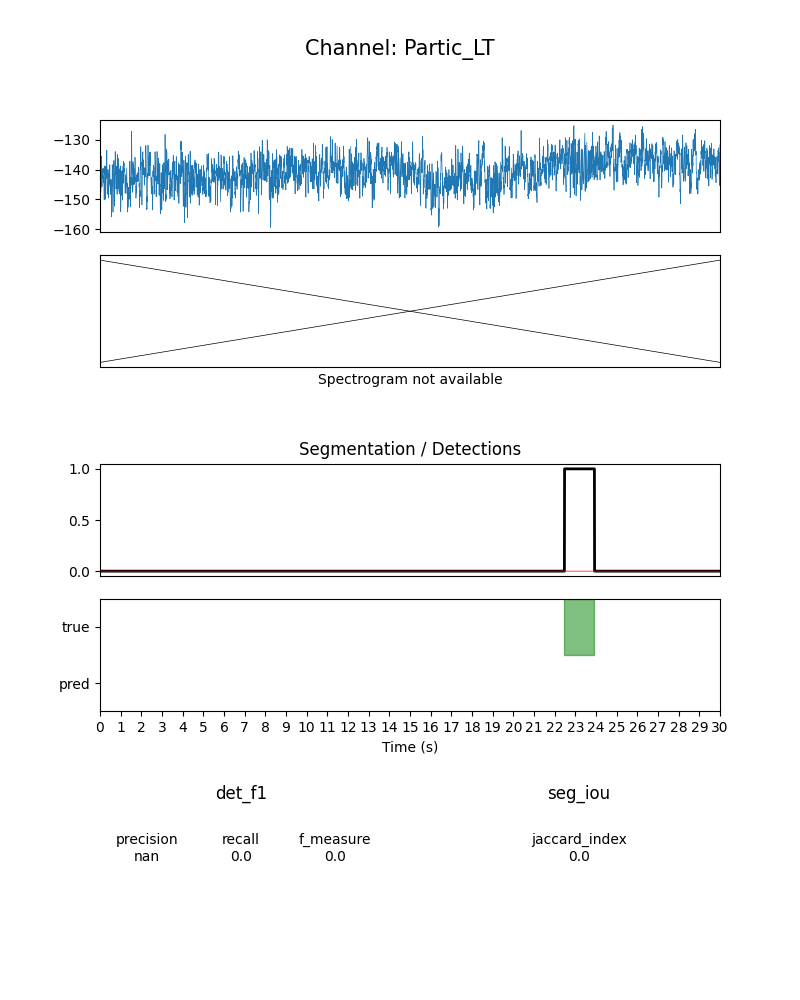 Channel: Partic_LT
−130
−140
−150
−160
Spectrogram not available
Segmentation / Detections
1.0
0.5
0.0
true
pred
0 1 2 3 4 5 6 7 8 9 10 11 12 13 14 15 16 17 18 19 20 21 22 23 24 25 26 27 28 29 30
Time (s)
det_f1 seg_iou
precision recall f_measure jaccard_index
nan 0.0 0.0 0.0